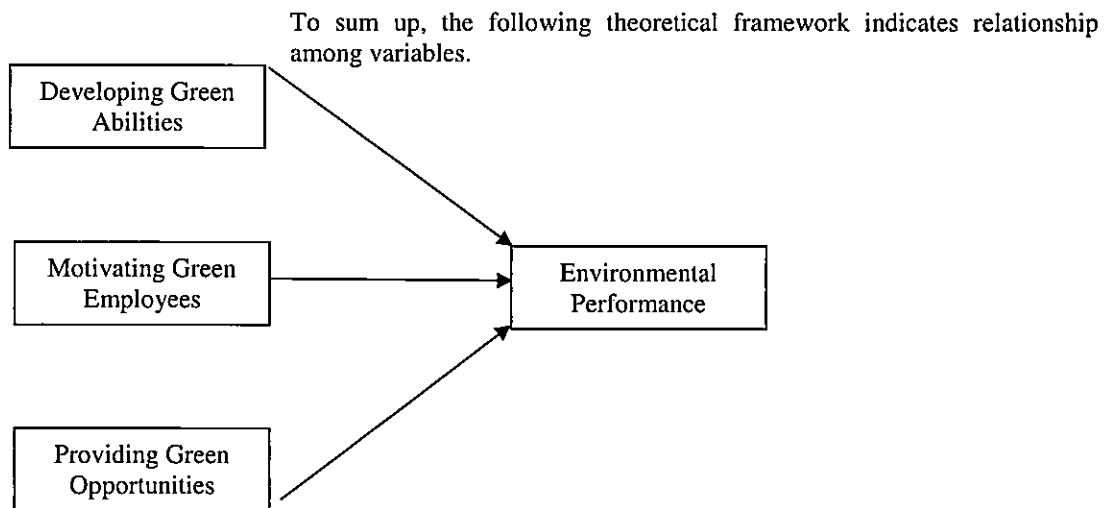 To sum up, the following theoretical framework indicates relationship
among variables.
Developing Green
Abilities
Motivating Green
Employees
Environmental
Performance
Providing Green
Opportunities